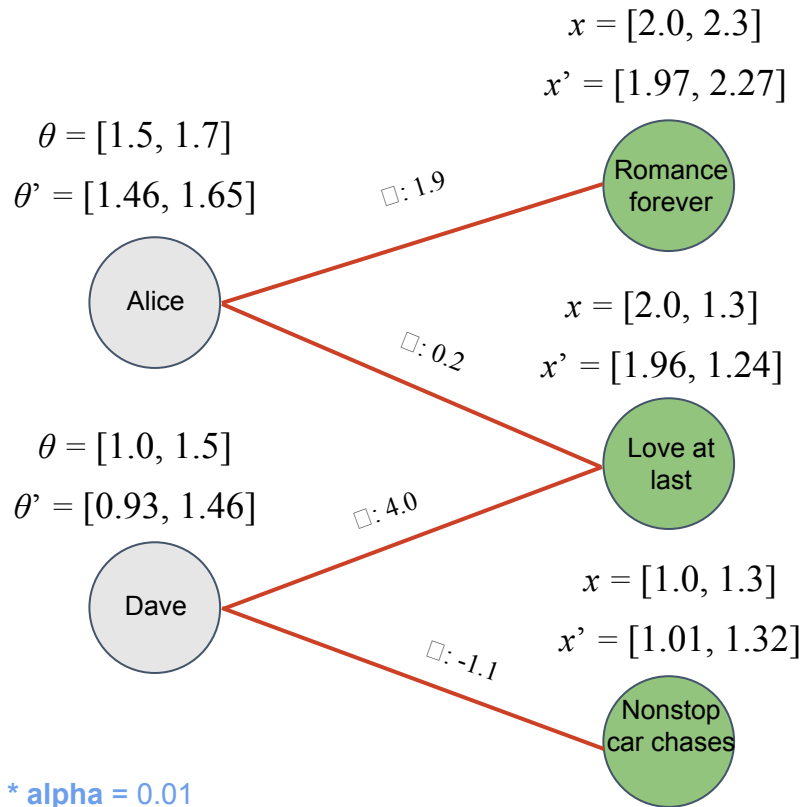 x = [2.0, 2.3]
x’ = [1.97, 2.27]
θ = [1.5, 1.7]
θ’ = [1.46, 1.65]
Romance
forever
□: 1.9
Alice
x = [2.0, 1.3]
x’ = [1.96, 1.24]
□: 0.2
Love at
last
θ = [1.0, 1.5]
θ’ = [0.93, 1.46]
□: 4.0
Dave
x = [1.0, 1.3]
x’ = [1.01, 1.32]
□: -1.1
Nonstop
car chases
* alpha = 0.01